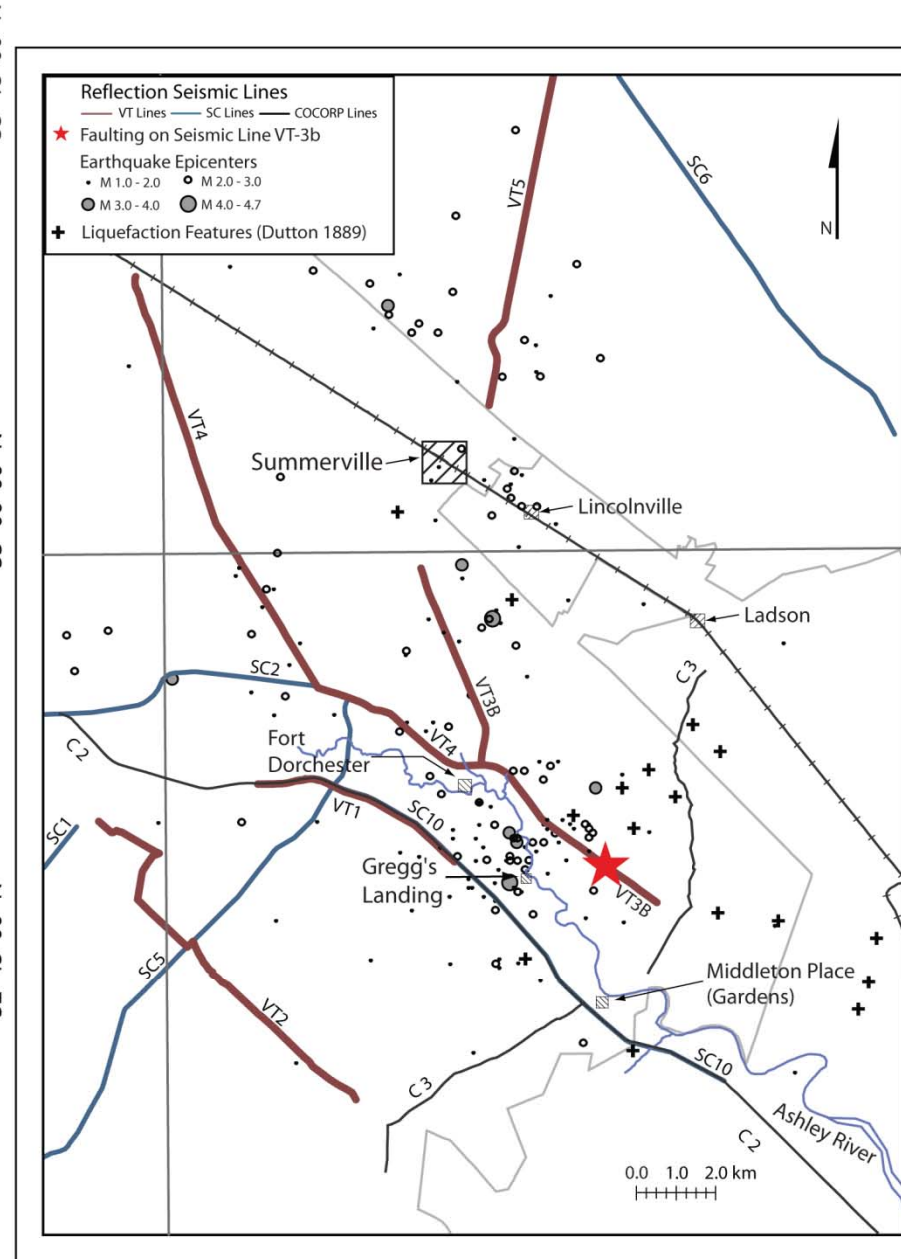 Reflection Seismic Lines
VT Lines SC Lines COCORP Lines
Faulting on Seismic Line VT-3b
Earthquake Epicenters
M 1.0 - 2.0 M 2.0 - 3.0
M 3.0 - 4.0 M 4.0 - 4.7
Liquefaction Features (Dutton 1889)
N
VT5
SC6
VT4
Summerville
Lincolnville
Ladson
SC2
C 3
VT3B
C 2
Fort
Dorchester
VT4
VT1
SC10
SC1
Gregg's
Landing
VT3B
SC5
VT2
Middleton Place
(Gardens)
SC10
C 3
Ashley River
C 2
0.0 1.0 2.0 km